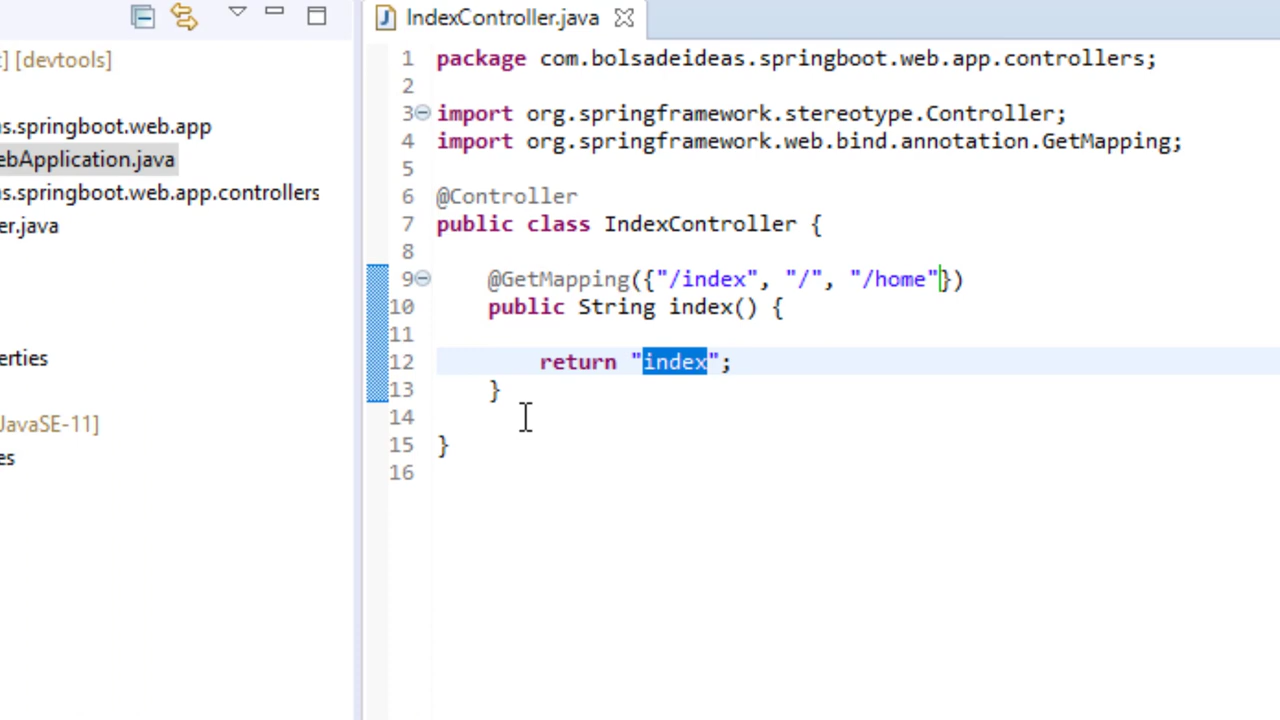 :] [devtools]
as.springboot.web.app
ebApplication.java
as.springboot.web.app.controllers
er.java
erties
JavaSE-11]
es
IndexController.java
1 package com.bolsadeideas.springboot.web.app.controllers;
2
3 import org.springframework.stereotype.Controller;
4 import org.springframework.web.bind.annotation.GetMapping;
5
6 @Controller
7 public class IndexController {
8
9 @GetMapping({"/index", "/", "/home"})
10 public String index() {
11
12 return "index";
13 }
14
15 }
16